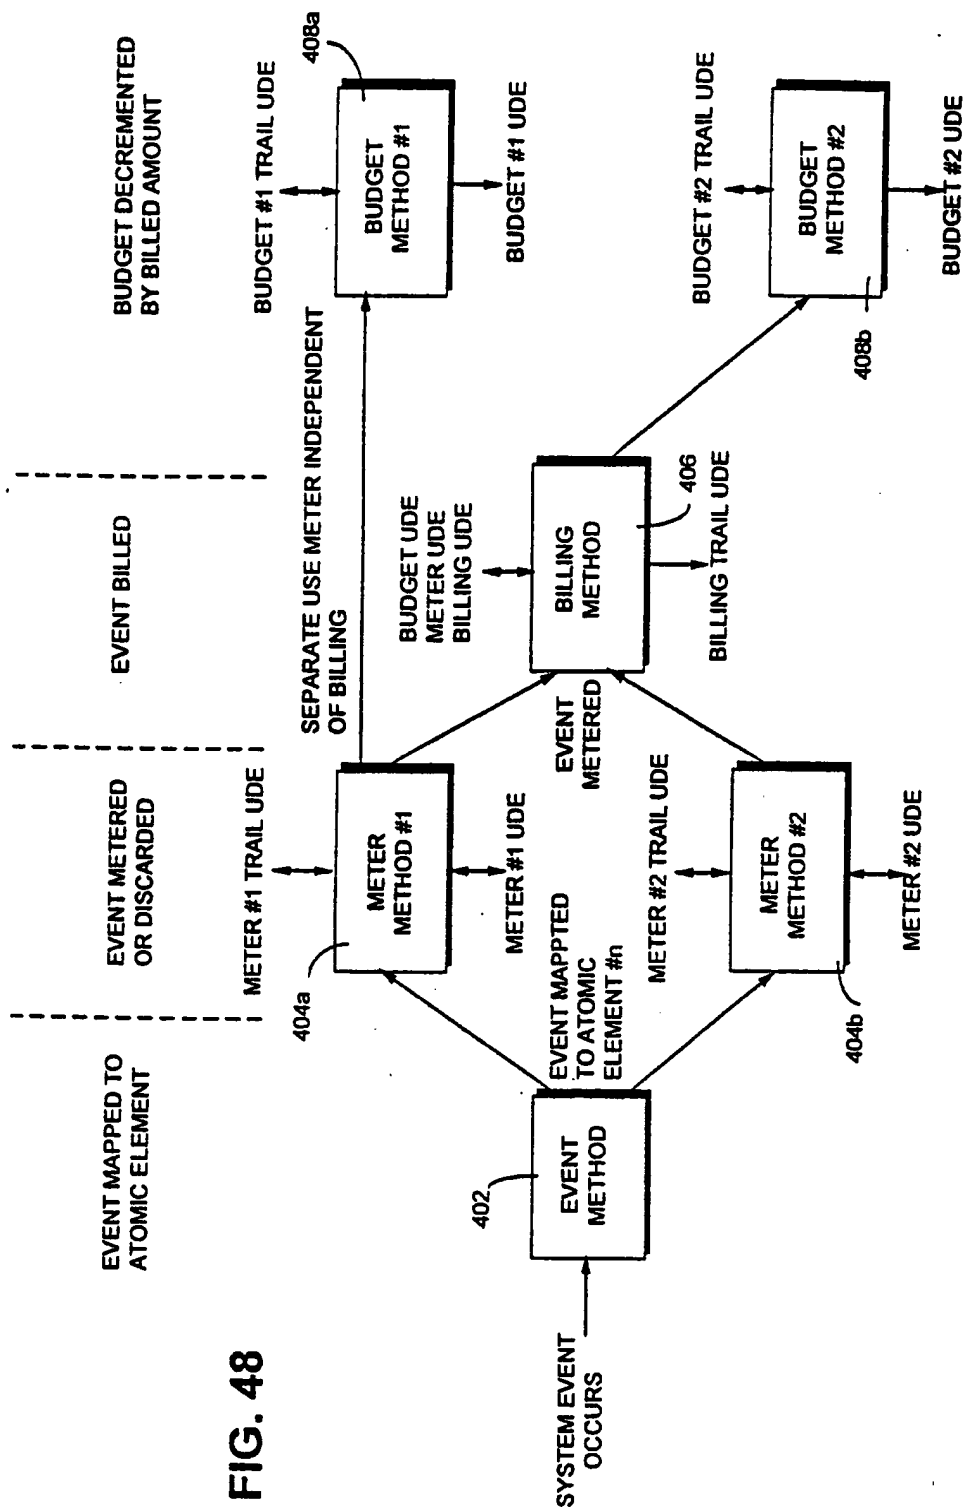 FIG. 48
EVENT MAPPED TO
ATOMIC ELEMENT
EVENT METERED
OR DISCARDED
EVENT BILLED
BUDGET DECREMENTED
BY BILLED AMOUNT
SYSTEM EVENT
OCCURS
402
EVENT
METHOD
EVENT MAPPTED
TO ATOMIC
ELEMENT #n
METER #1 TRAIL UDE
404a
METER
METHOD #1
METER #1 UDE
METER #2 TRAIL UDE
METER
METHOD #2
404b
METER #2 UDE
SEPARATE USE METER INDEPENDENT
OF BILLING
EVENT
METERED
BUDGET UDE
METER UDE
BILLING UDE
BILLING
METHOD
406
BILLING TRAIL UDE
BUDGET #1 TRAIL UDE
408a
BUDGET
METHOD #1
BUDGET #1 UDE
BUDGET #2 TRAIL UDE
BUDGET
METHOD #2
408b
BUDGET #2 UDE